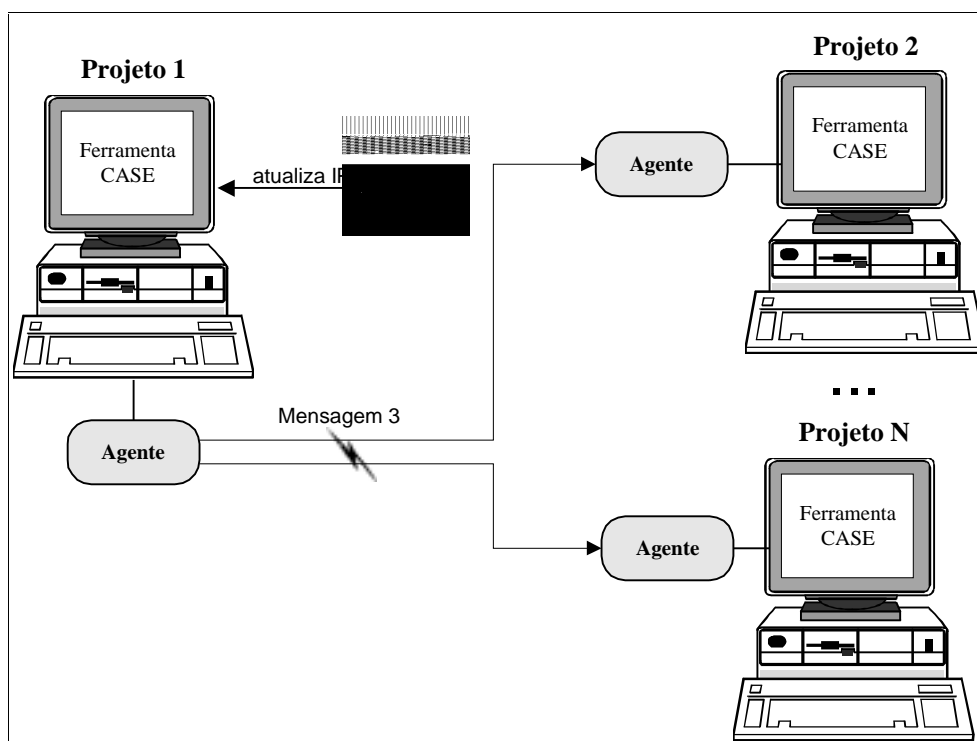 Projeto 1
Ferramenta
CASE
atualiza
Agente
Mensagem 3
Projeto 2
Agente
Ferramenta
CASE
...
Projeto N
Agente
Ferramenta
CASE